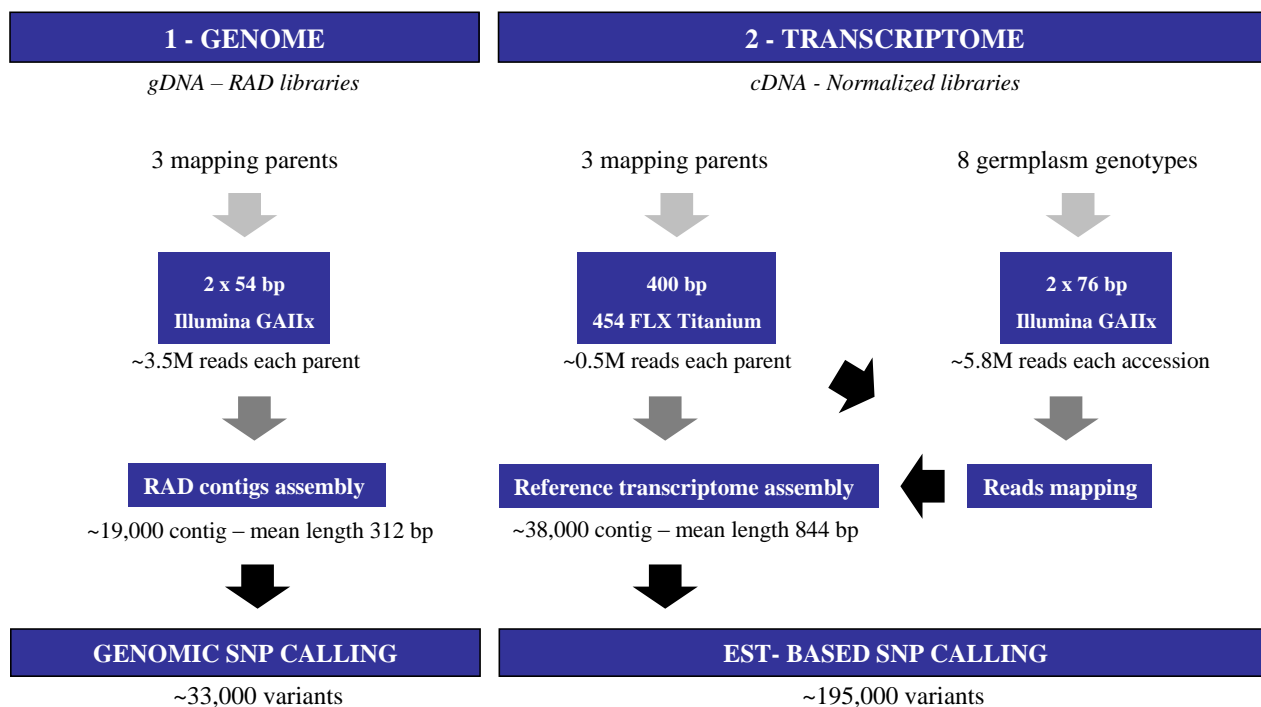 1 - GENOME
gDNA – RAD libraries
3 mapping parents
2 x 54 bp
Illumina GAIIx
~3.5M reads each parent
RAD contigs assembly
~19,000 contig – mean length 312 bp
GENOMIC SNP CALLING
~33,000 variants
2 - TRANSCRIPTOME
cDNA - Normalized libraries
3 mapping parents
400 bp
454 FLX Titanium
~0.5M reads each parent
Reference transcriptome assembly
~38,000 contig – mean length 844 bp
8 germplasm genotypes
2 x 76 bp
Illumina GAIIx
~5.8M reads each accession
Reads mapping
EST- BASED SNP CALLING
~195,000 variants